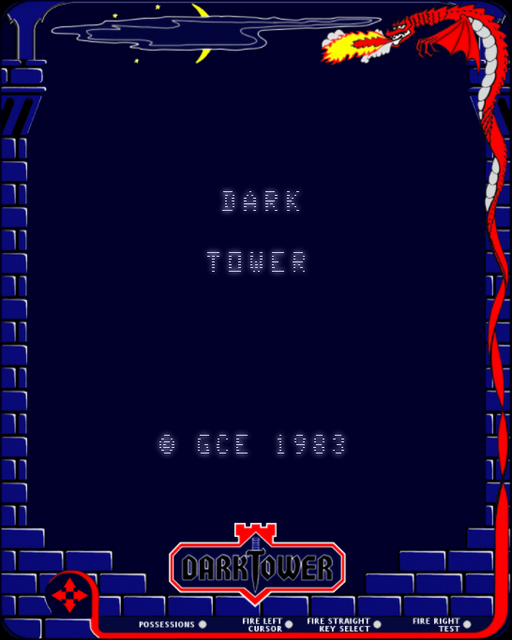 DARK
TOWER
© GCE 1983
DARKTOWER
POSSESSIONS
FIRE LEFT
CURSOR
FIRE STRAIGHT
KEY SELECT
FIRE RIGHT
TEST